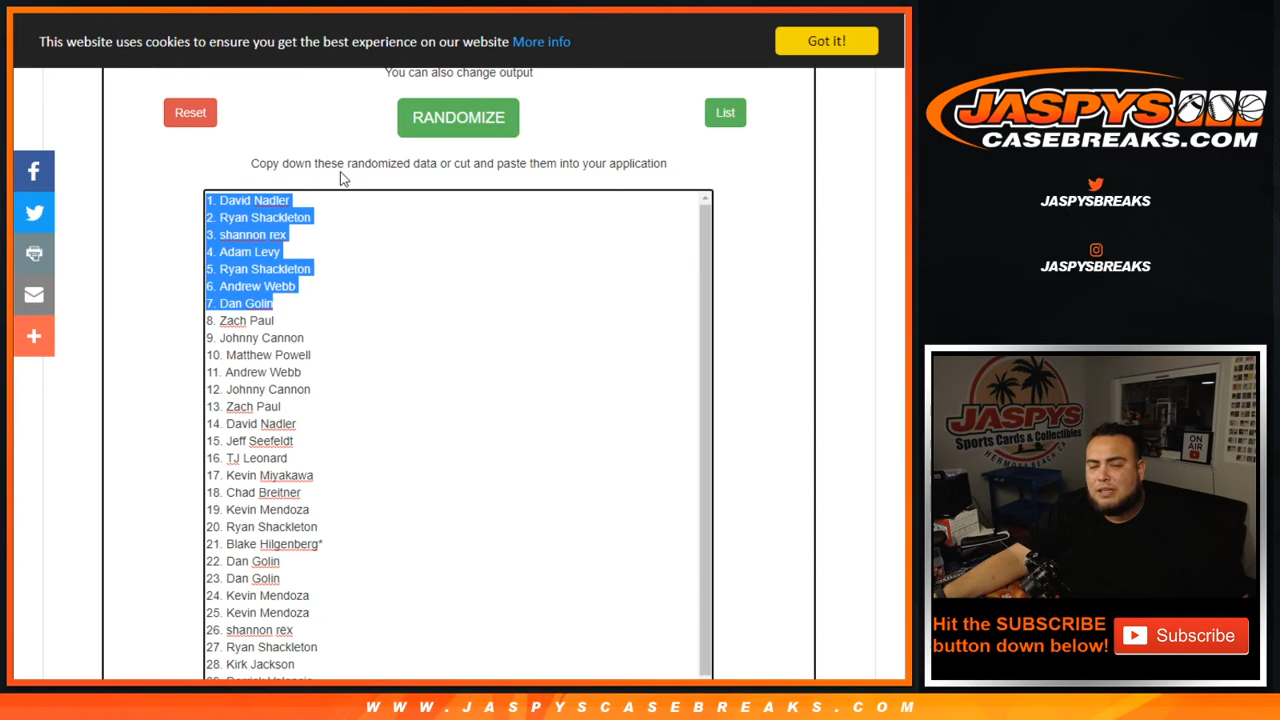 This website uses cookies to ensure you get the best experience on our website More info
Got it!
You can also change output
Reset
RANDOMIZE
List
Copy down these randomized data or cut and paste them into your application
1. David Nadler
2. Ryan Shackleton
3. shannon rex
4. Adam Levy
5. Ryan Shackleton
6. Andrew Webb
7. Dan Golin
8. Zach Paul
9. Johnny Cannon
10. Matthew Powell
11. Andrew Webb
12. Johnny Cannon
13. Zach Paul
14. David Nadler
15. Jeff Seefeldt
16. TJ Leonard
17. Kevin Miyakawa
18. Chad Breitner
19. Kevin Mendoza
20. Ryan Shackleton
21. Blake Hilgenberg*
22. Dan Golin
23. Dan Golin
24. Kevin Mendoza
25. Kevin Mendoza
26. shannon rex
27. Ryan Shackleton
28. Kirk Jackson
JASPYS
CASEBREAKS.COM
JASPYSBREAKS
JASPYSBREAKS
JASPYS
Sports Cards & Collectibles
HERMOSA BEACH, CA
ON AIR
Hit the SUBSCRIBE
button down below!
Subscribe
WWW.JASPYSCASEBREAKS.COM